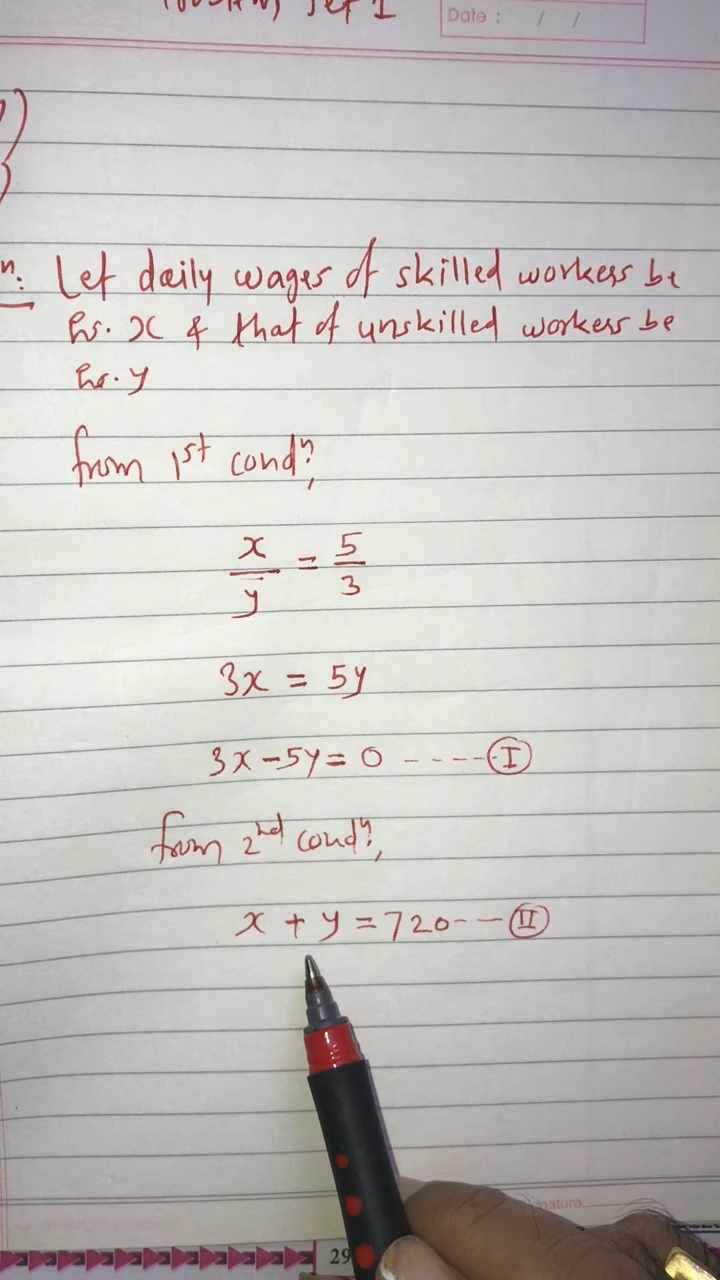 Set I
Date : / /
n: Let daily wages of skilled workers be
Rs. x & that of unskilled workers be
Rs. y
from 1st condn,
x/y = 5/3
3x = 5y
3x-5y= 0 ----- I
from 2nd condn,
x + y = 720--- II
29